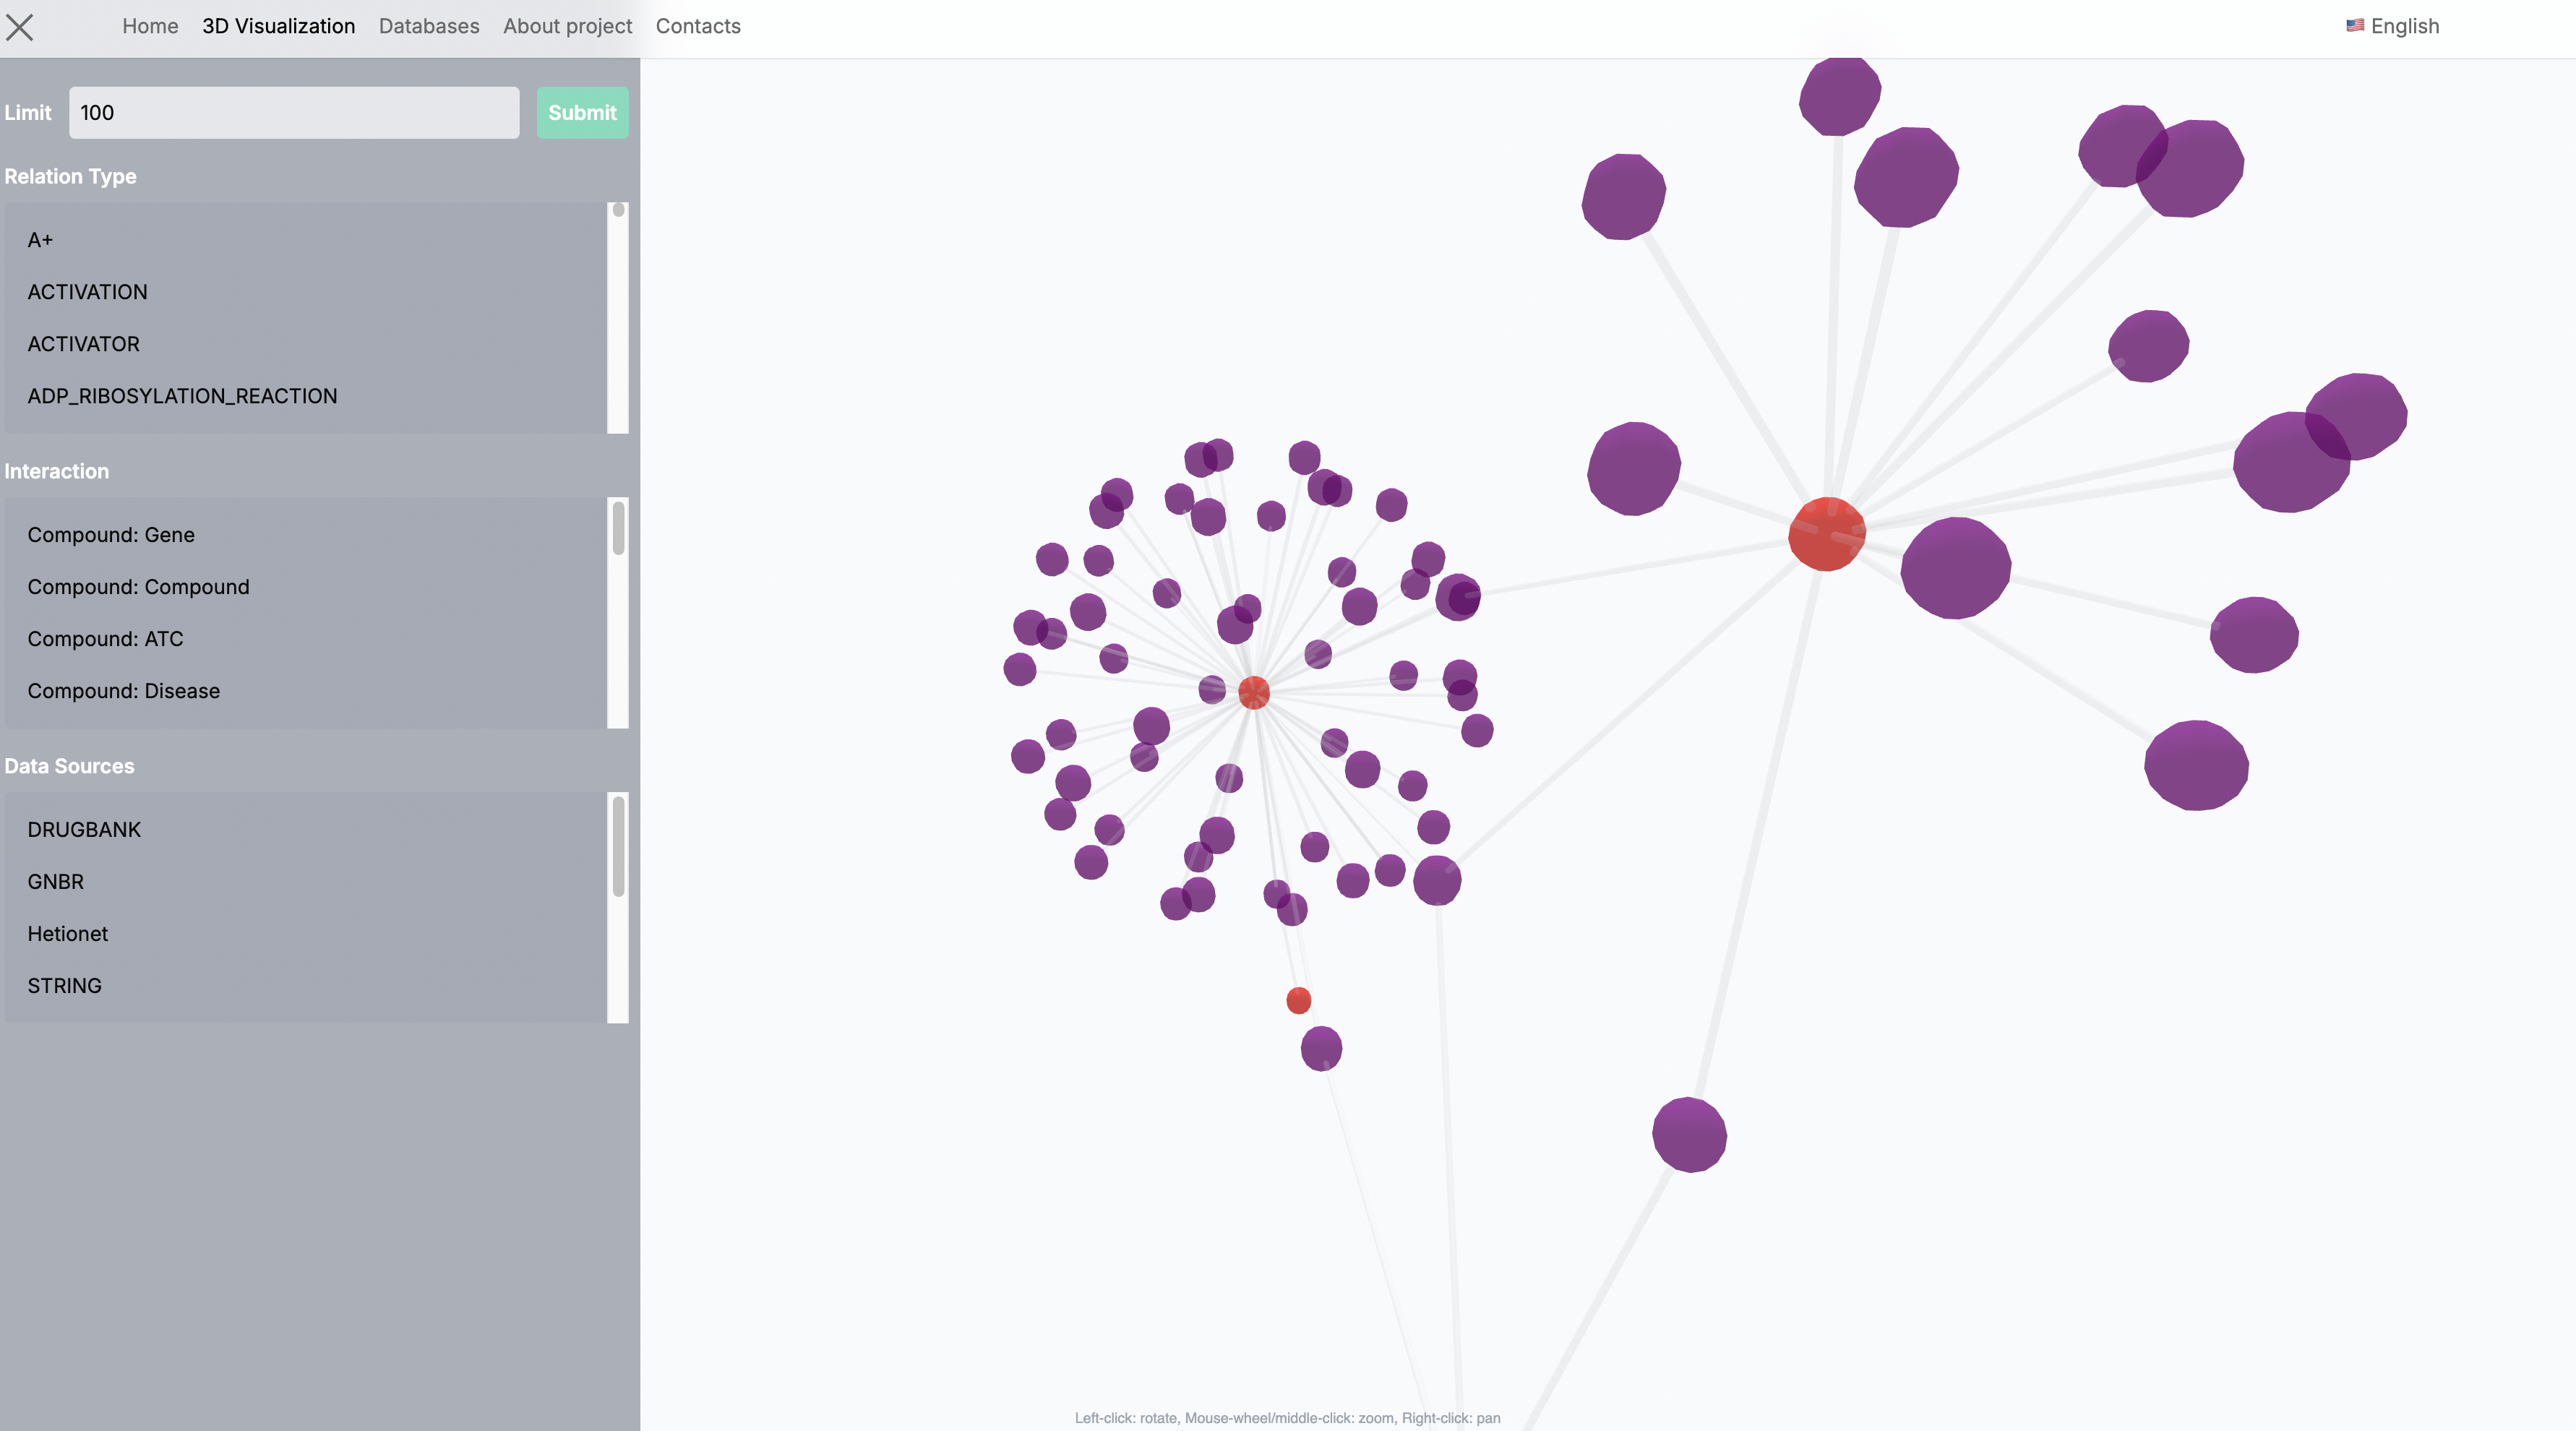 Home 3D Visualization Databases About project Contacts English
Limit 100 Submit
Relation Type
A+
ACTIVATION
ACTIVATOR
ADP_RIBOSYLATION_REACTION
Interaction
Compound: Gene
Compound: Compound
Compound: ATC
Compound: Disease
Data Sources
DRUGBANK
GNBR
Hetionet
STRING
Left-click: rotate, Mouse-wheel/middle-click: zoom, Right-click: pan